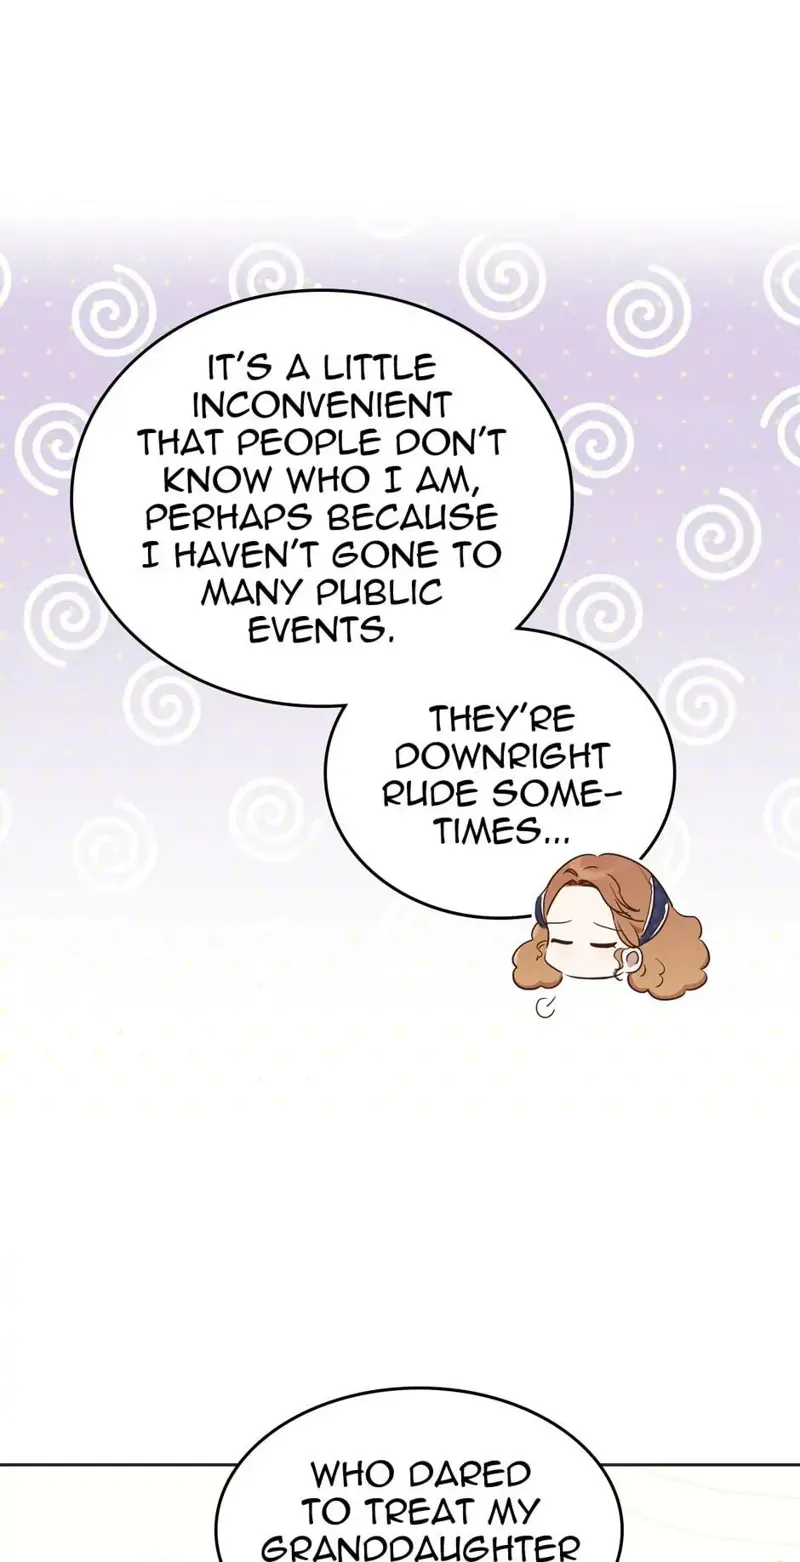 IT'S A LITTLE
INCONVENIENT
THAT PEOPLE DON'T
KNOW WHO I AM,
PERHAPS BECAUSE
I HAVEN'T GONE TO
MANY PUBLIC
EVENTS.
THEY'RE
DOWNRIGHT
RUDE SOME-
TIMES...
WHO DARED
TO TREAT MY
GRANDDAUGHTER